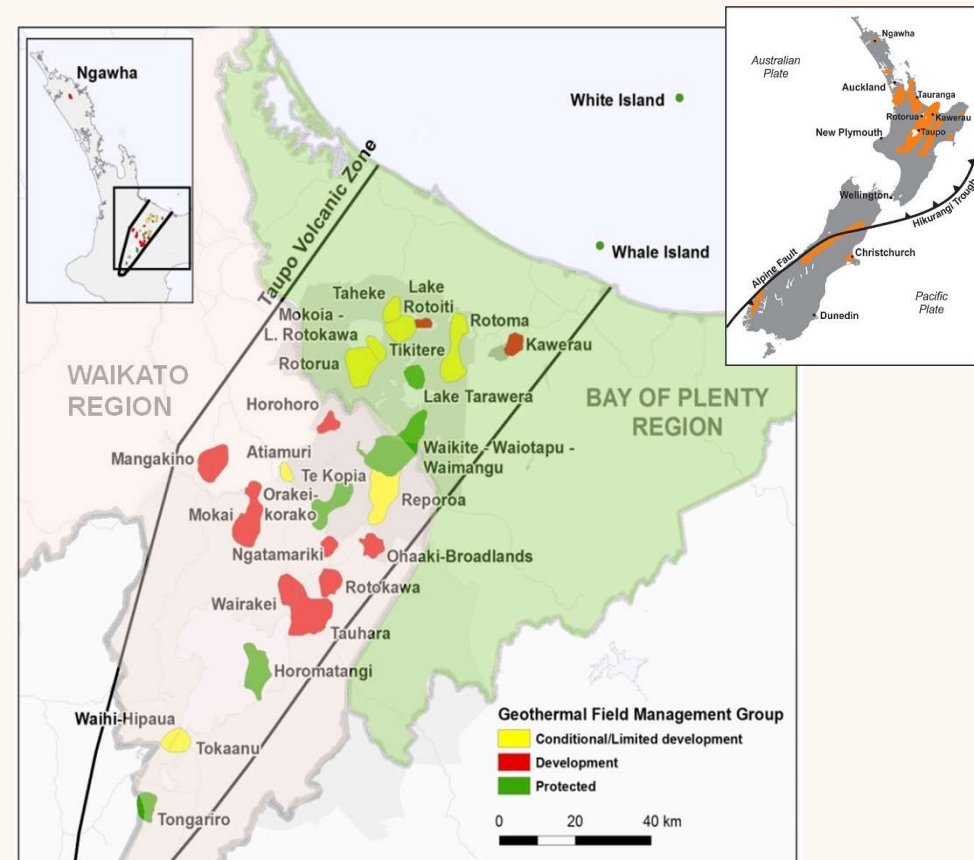 Ngawha
White Island
Whale Island
Taupo Volcanic Zone
Taheke
Lake
Rotoiti
Mokoia -
L. Rotokawa
Rotoma
Tikitere
Rotorua
Kawerau
WAIKATO
REGION
Lake Tarawera
BAY OF PLENTY
REGION
Horohoro
Waikite - Waiotapu -
Waimangu
Mangakino
Atiamuri
Te Kopia
Orakei-
korako
Reporoa
Mokai
Ngatamariki
Ohaaki-Broadlands
Rotokawa
Wairakei
Tauhara
Horomatangi
Waihi-Hipaua
Tokaanu
Tongariro
Geothermal Field Management Group
Conditional/Limited development
Development
Protected
0 20 40 km
Ngawha
Australian
Plate
Auckland
Tauranga
Rotorua
Kawerau
Taupo
New Plymouth
Wellington
Hikurangi Trough
Alpine Fault
Christchurch
Pacific
Plate
Dunedin